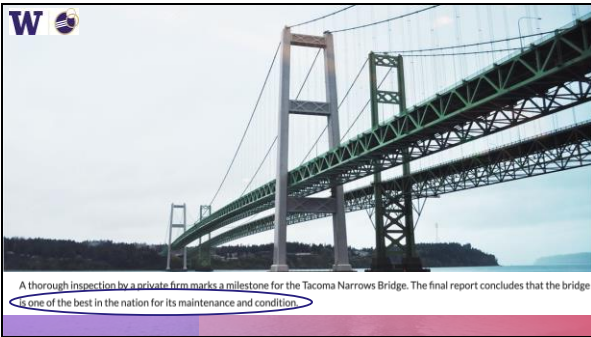 W
A thorough inspection by a private firm marks a milestone for the Tacoma Narrows Bridge. The final report concludes that the bridge
is one of the best in the nation for its maintenance and condition.